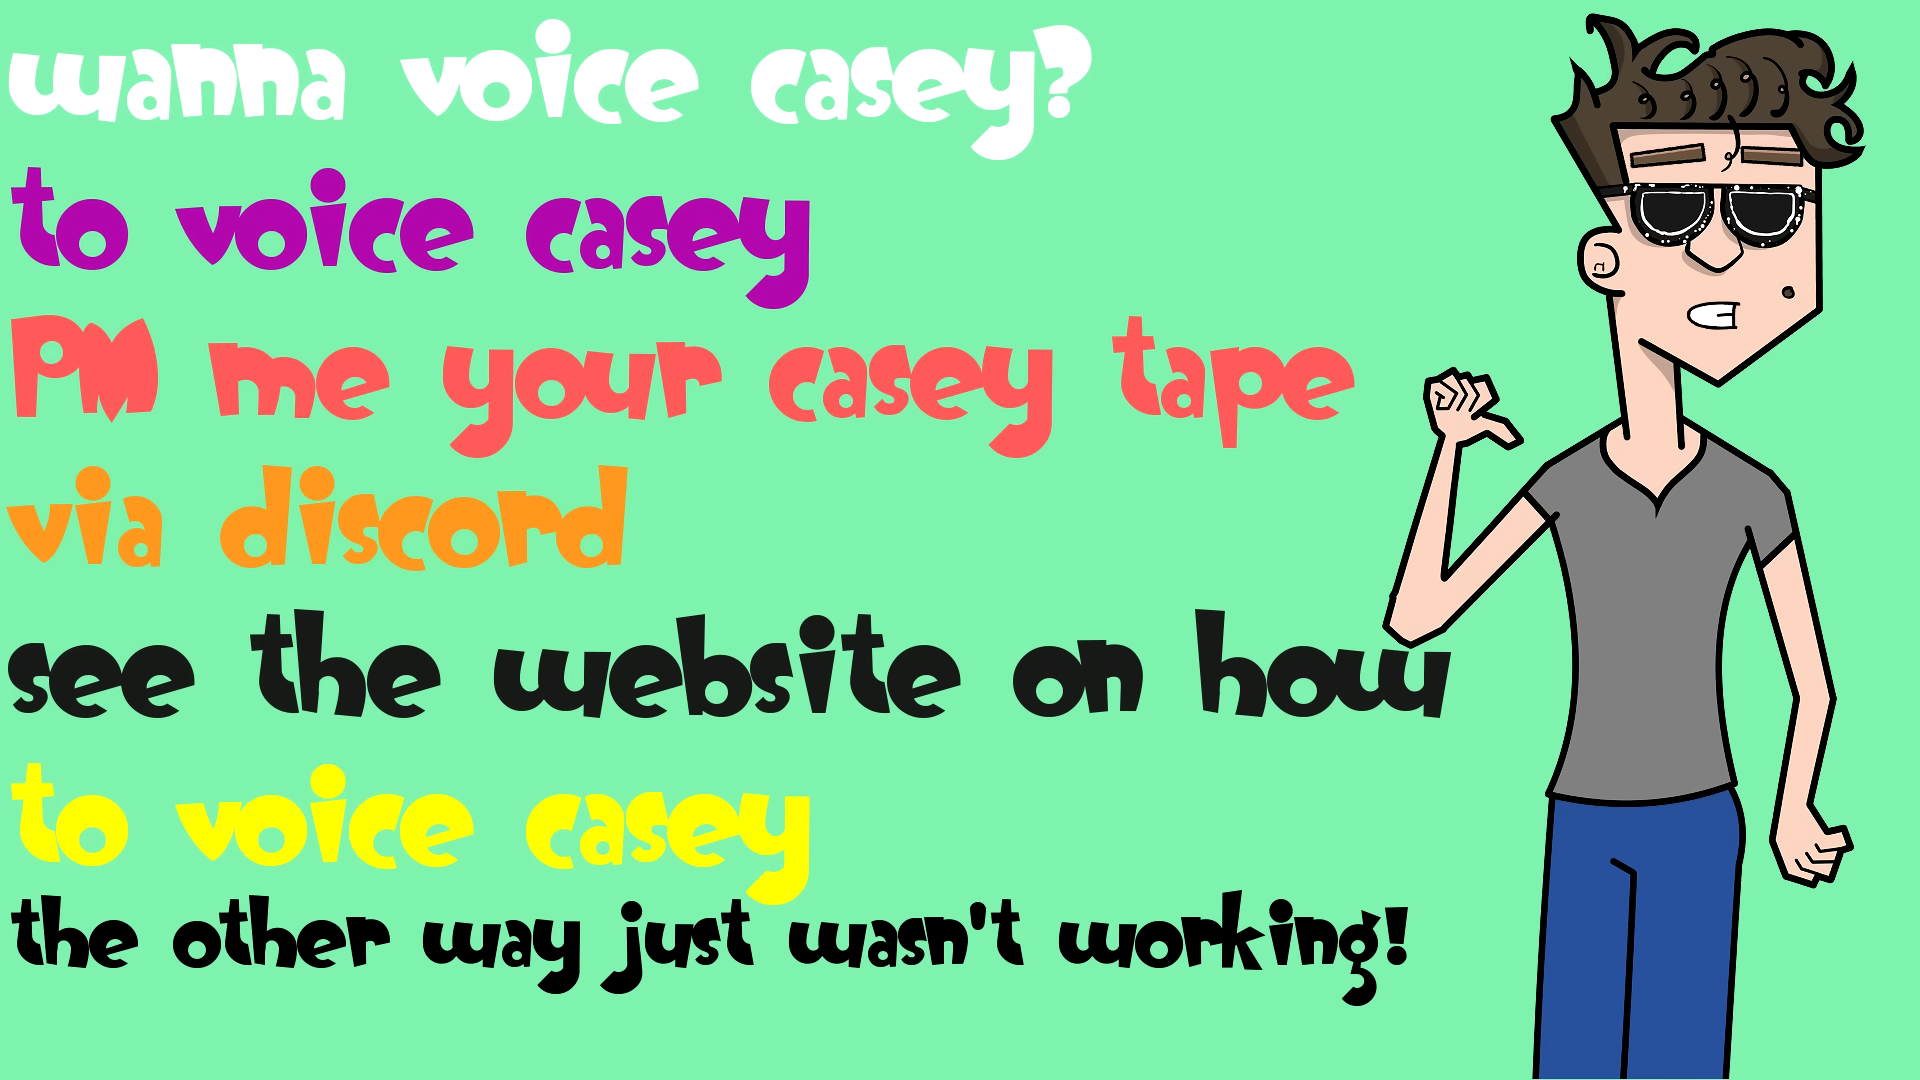 wanna voice casey?
to voice casey
PM me your casey tape
via discord
see the website on how
to voice casey
the other way just wasn't working!